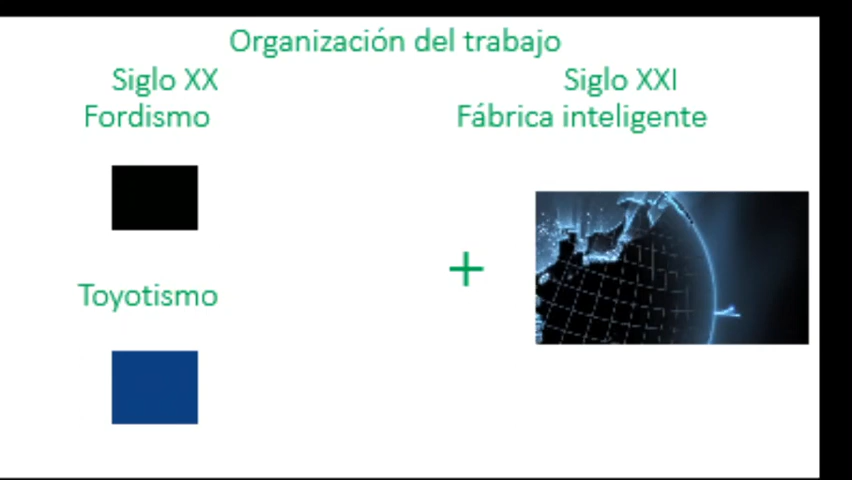 Organización del trabajo
Siglo XX
Fordismo
Toyotismo
Siglo XXI
Fábrica inteligente
+